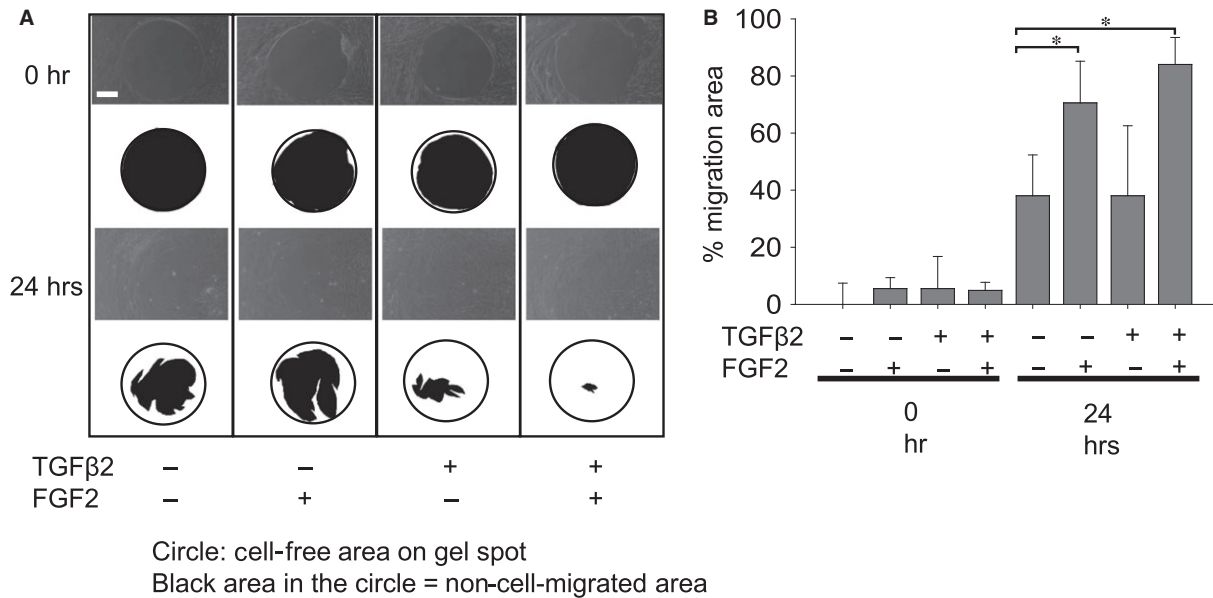 A
0 hr
24 hrs
TGFβ2 – – + +
FGF2 – + – +
Circle: cell-free area on gel spot
Black area in the circle = non-cell-migrated area
B
% migration area
100
80
60
40
20
0
* *
TGFβ2 – – + + – – + +
FGF2 – + – + – + – +
0 24
hr hrs